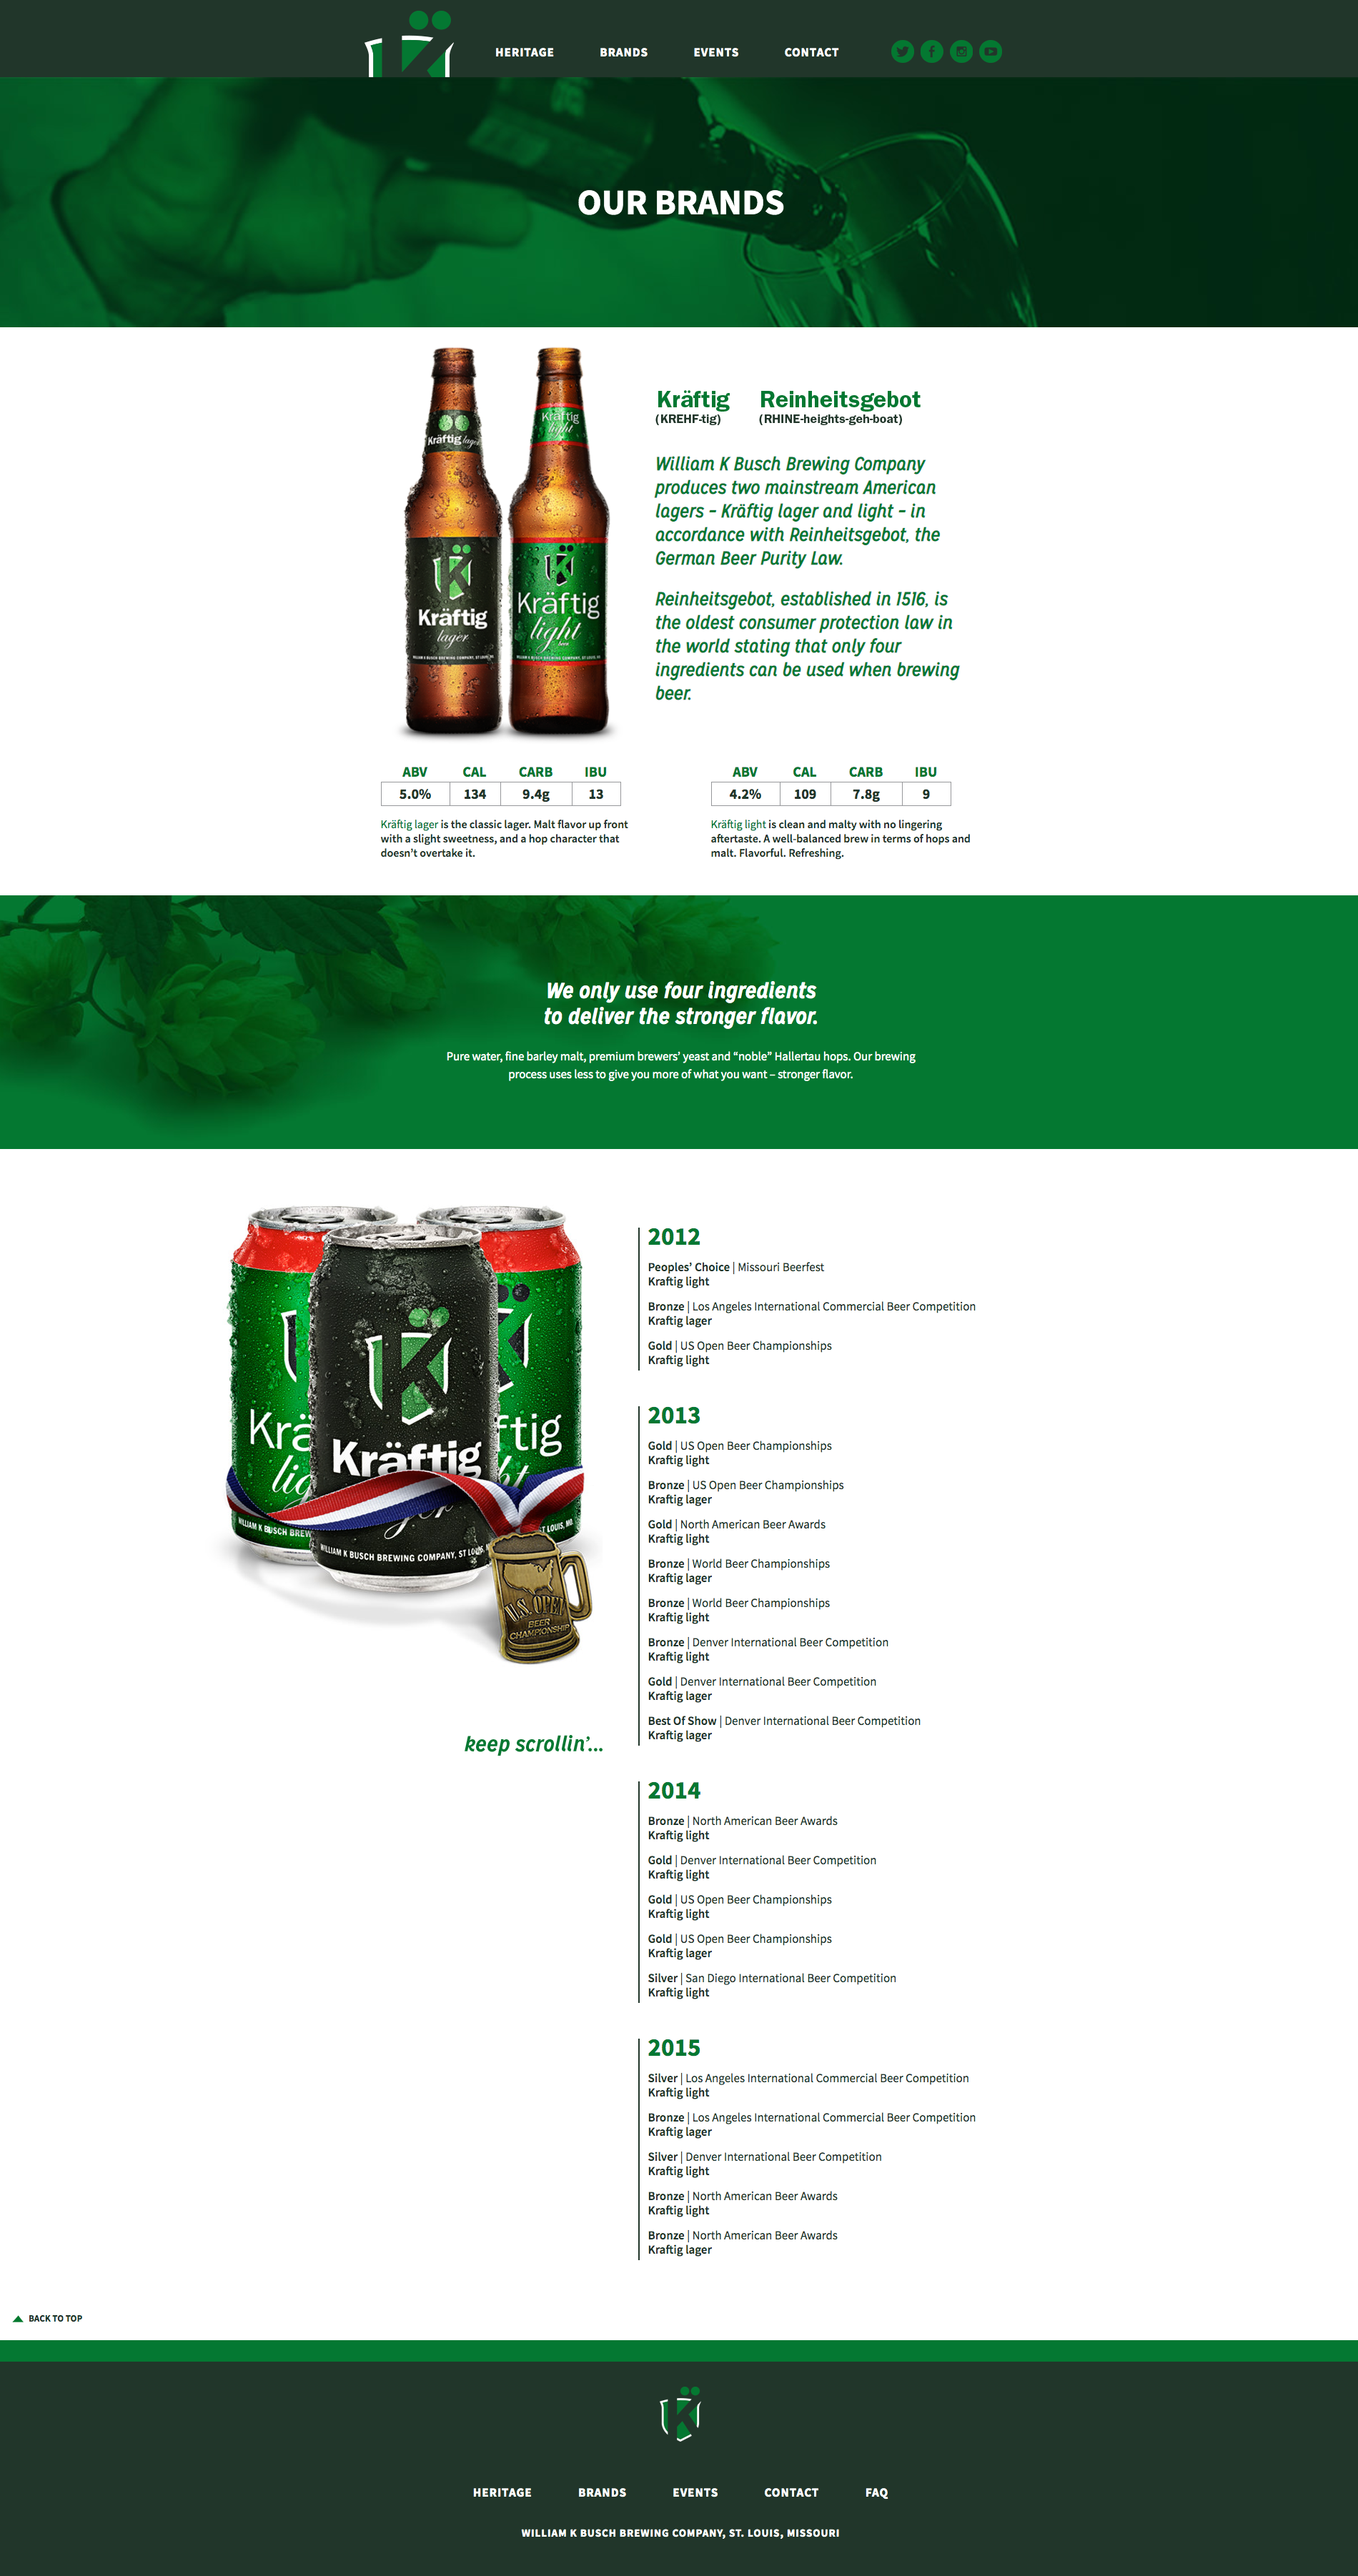 HERITAGE BRANDS EVENTS CONTACT
OUR BRANDS
Kräftig lager
Kräftig
light
Kräftig
lager
WILLIAM K BUSCH BREWING COMPANY, ST LOUIS, MO.
Kräftig
light
beer
WILLIAM K BUSCH BREWING COMPANY, ST LOUIS, MO.
Kräftig Reinheitsgebot
(KREHF-tig) (RHINE-heights-geh-boat)
William K Busch Brewing Company
produces two mainstream American
lagers – Kräftig lager and light – in
accordance with Reinheitsgebot, the
German Beer Purity Law.
Reinheitsgebot, established in 1516, is
the oldest consumer protection law in
the world stating that only four
ingredients can be used when brewing
beer.
ABV CAL CARB IBU
5.0% 134 9.4g 13
Kräftig lager is the classic lager. Malt flavor up front
with a slight sweetness, and a hop character that
doesn’t overtake it.
ABV CAL CARB IBU
4.2% 109 7.8g 9
Kräftig light is clean and malty with no lingering
aftertaste. A well-balanced brew in terms of hops and
malt. Flavorful. Refreshing.
We only use four ingredients
to deliver the stronger flavor.
Pure water, fine barley malt, premium brewers’ yeast and “noble” Hallertau hops. Our brewing
process uses less to give you more of what you want – stronger flavor.
Krä
lig
WILLIAM K BUSCH BREW
Kräftig
ger
WILLIAM K BUSCH BREWING COMPANY, ST LOUIS, M
ftig
ht
T LOUIS, MO.
U.S. OPEN
BEER
CHAMPIONSHIP
keep scrollin’...
2012
Peoples’ Choice | Missouri Beerfest
Kraftig light
Bronze | Los Angeles International Commercial Beer Competition
Kraftig lager
Gold | US Open Beer Championships
Kraftig light
2013
Gold | US Open Beer Championships
Kraftig light
Bronze | US Open Beer Championships
Kraftig lager
Gold | North American Beer Awards
Kraftig light
Bronze | World Beer Championships
Kraftig lager
Bronze | World Beer Championships
Kraftig light
Bronze | Denver International Beer Competition
Kraftig light
Gold | Denver International Beer Competition
Kraftig lager
Best Of Show | Denver International Beer Competition
Kraftig lager
2014
Bronze | North American Beer Awards
Kraftig light
Gold | Denver International Beer Competition
Kraftig light
Gold | US Open Beer Championships
Kraftig light
Gold | US Open Beer Championships
Kraftig lager
Silver | San Diego International Beer Competition
Kraftig light
2015
Silver | Los Angeles International Commercial Beer Competition
Kraftig light
Bronze | Los Angeles International Commercial Beer Competition
Kraftig lager
Silver | Denver International Beer Competition
Kraftig light
Bronze | North American Beer Awards
Kraftig light
Bronze | North American Beer Awards
Kraftig lager
BACK TO TOP
HERITAGE BRANDS EVENTS CONTACT FAQ
WILLIAM K BUSCH BREWING COMPANY, ST. LOUIS, MISSOURI